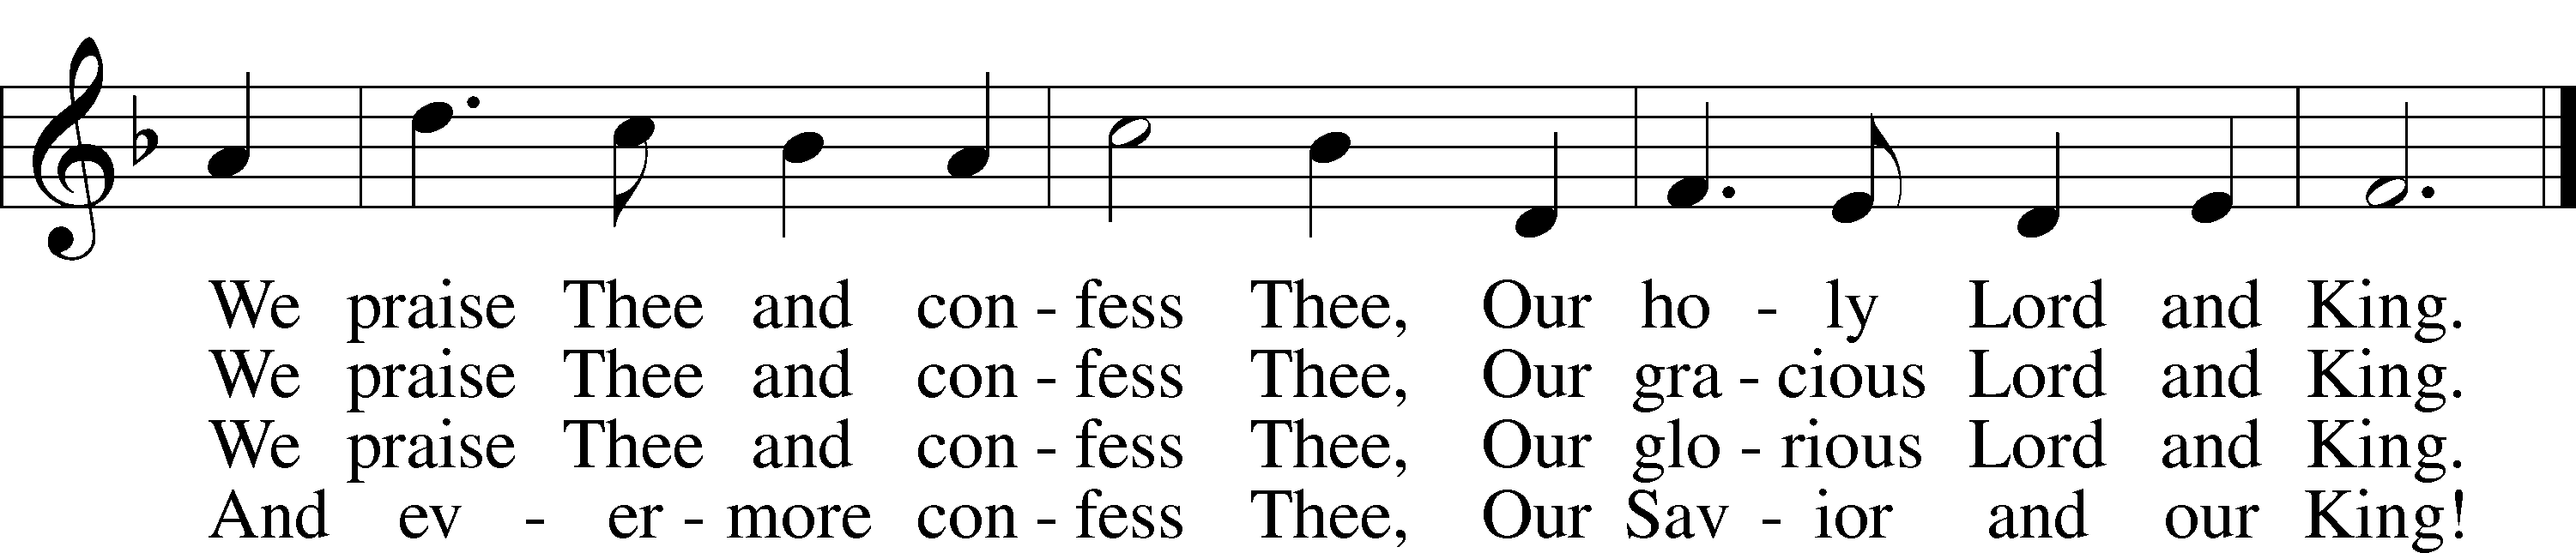 We praise Thee and con - fess Thee, Our ho - ly Lord and King.
We praise Thee and con - fess Thee, Our gra - cious Lord and King.
We praise Thee and con - fess Thee, Our glo - rious Lord and King.
And ev - er - more con - fess Thee, Our Sav - ior and our King!